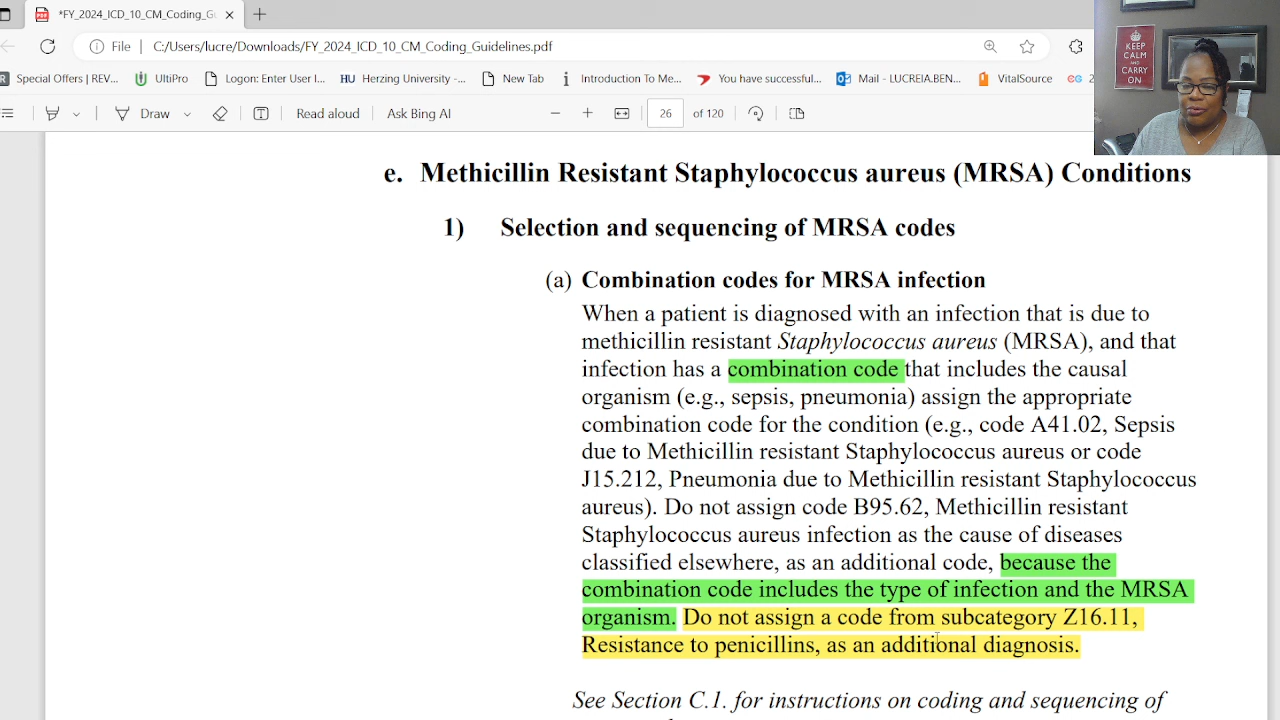 *FY_2024_ICD_10_CM_Coding_Gu
File C:/Users/lucre/Downloads/FY_2024_ICD_10_CM_Coding_Guidelines.pdf
Special Offers | REV... UltiPro Logon: Enter User I... HU Herzing University -... New Tab Introduction To Me... You have successful... Mail - LUCREIA.BEN... VitalSource CG 2
Draw Read aloud Ask Bing AI 26 of 120
KEEP
CALM
AND
CARRY
ON
e. Methicillin Resistant Staphylococcus aureus (MRSA) Conditions
1) Selection and sequencing of MRSA codes
(a) Combination codes for MRSA infection
When a patient is diagnosed with an infection that is due to
methicillin resistant Staphylococcus aureus (MRSA), and that
infection has a combination code that includes the causal
organism (e.g., sepsis, pneumonia) assign the appropriate
combination code for the condition (e.g., code A41.02, Sepsis
due to Methicillin resistant Staphylococcus aureus or code
J15.212, Pneumonia due to Methicillin resistant Staphylococcus
aureus). Do not assign code B95.62, Methicillin resistant
Staphylococcus aureus infection as the cause of diseases
classified elsewhere, as an additional code, because the
combination code includes the type of infection and the MRSA
organism. Do not assign a code from subcategory Z16.11,
Resistance to penicillins, as an additional diagnosis.
See Section C.1. for instructions on coding and sequencing of